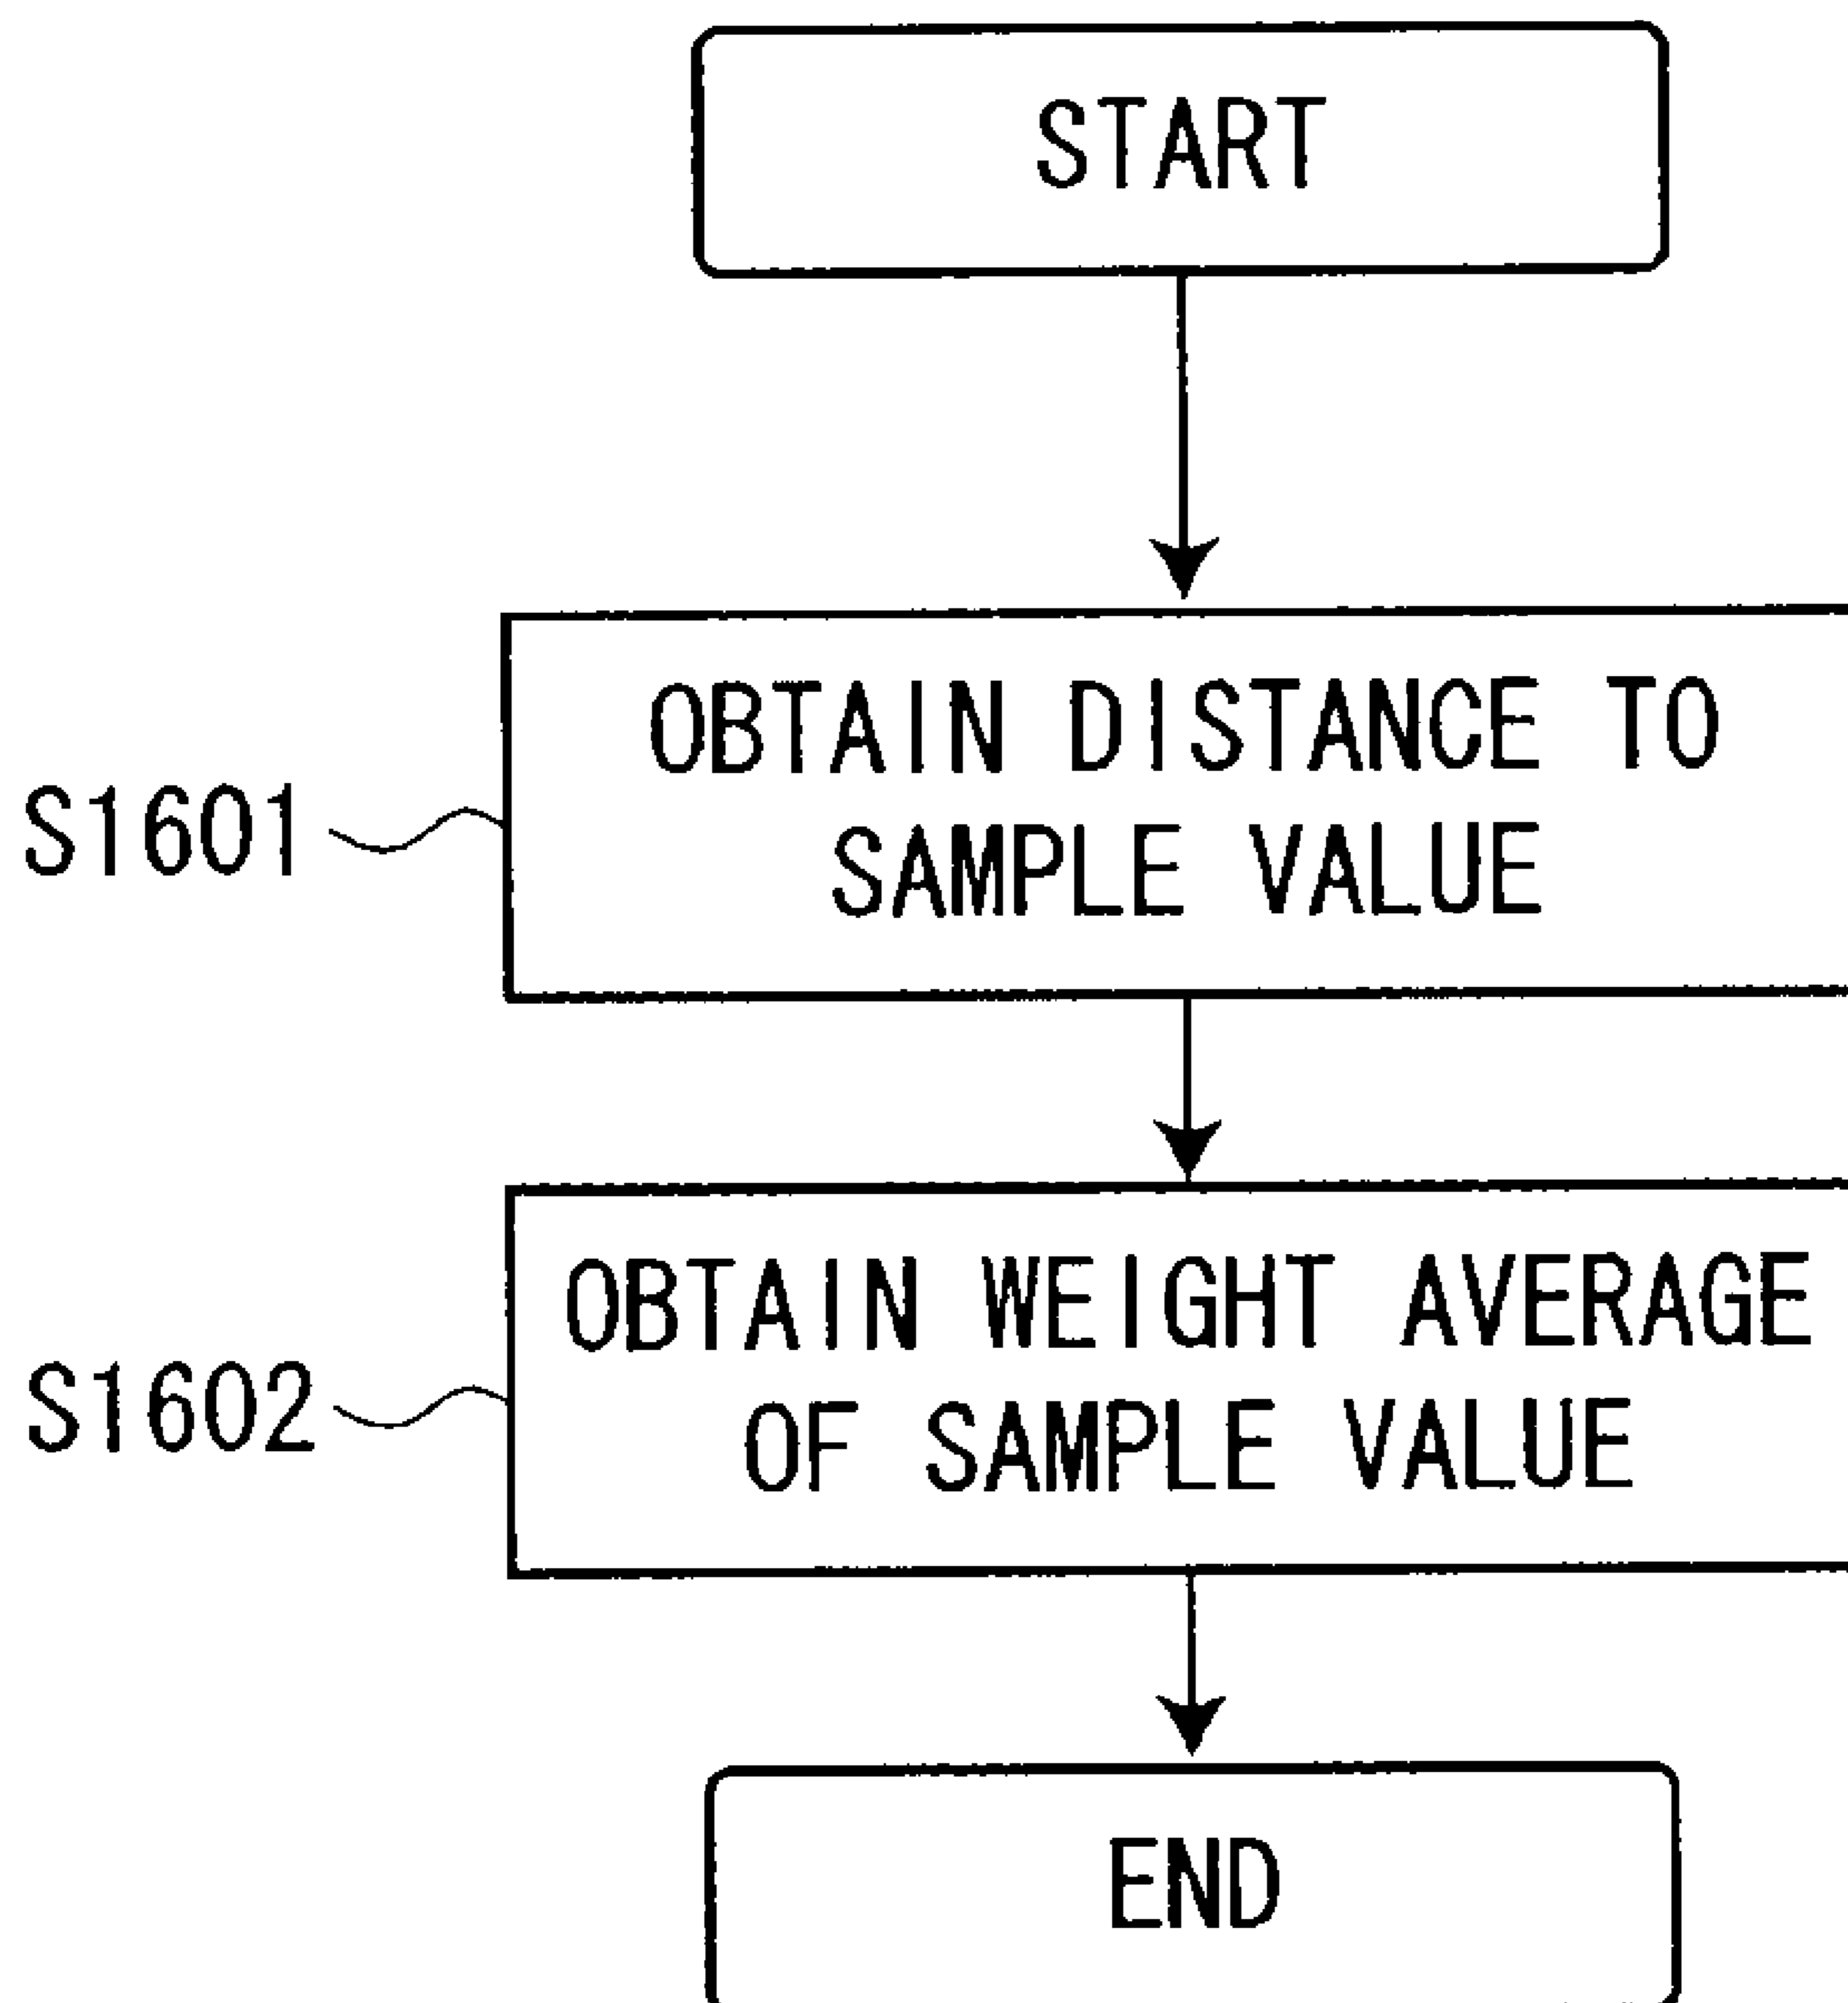 START
OBTAIN DISTANCE TO
SAMPLE VALUE
S1601
OBTAIN WEIGHT AVERAGE
OF SAMPLE VALUE
S1602
END